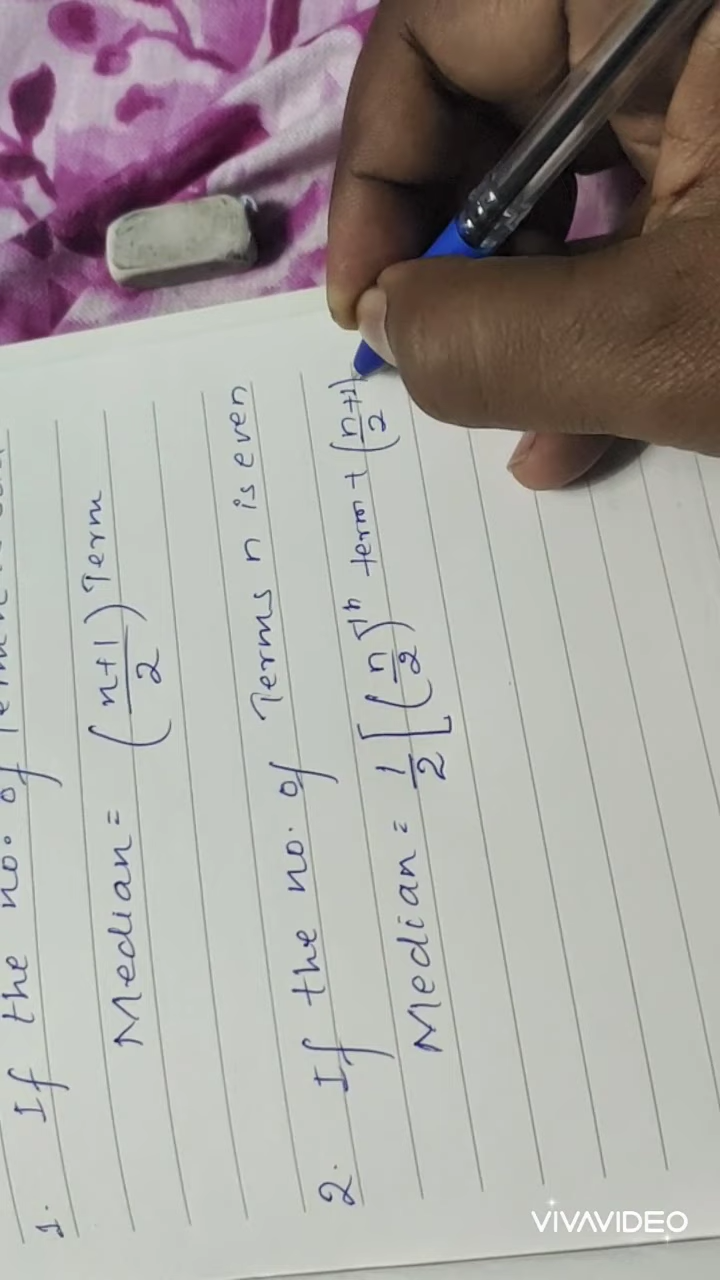 1. If the no. of
Median = (n+1/2) Term
2. If the no. of Terms n is even
Median = 1/2 [(n/2)th term + (n+1/2)
VIVAVIDEO